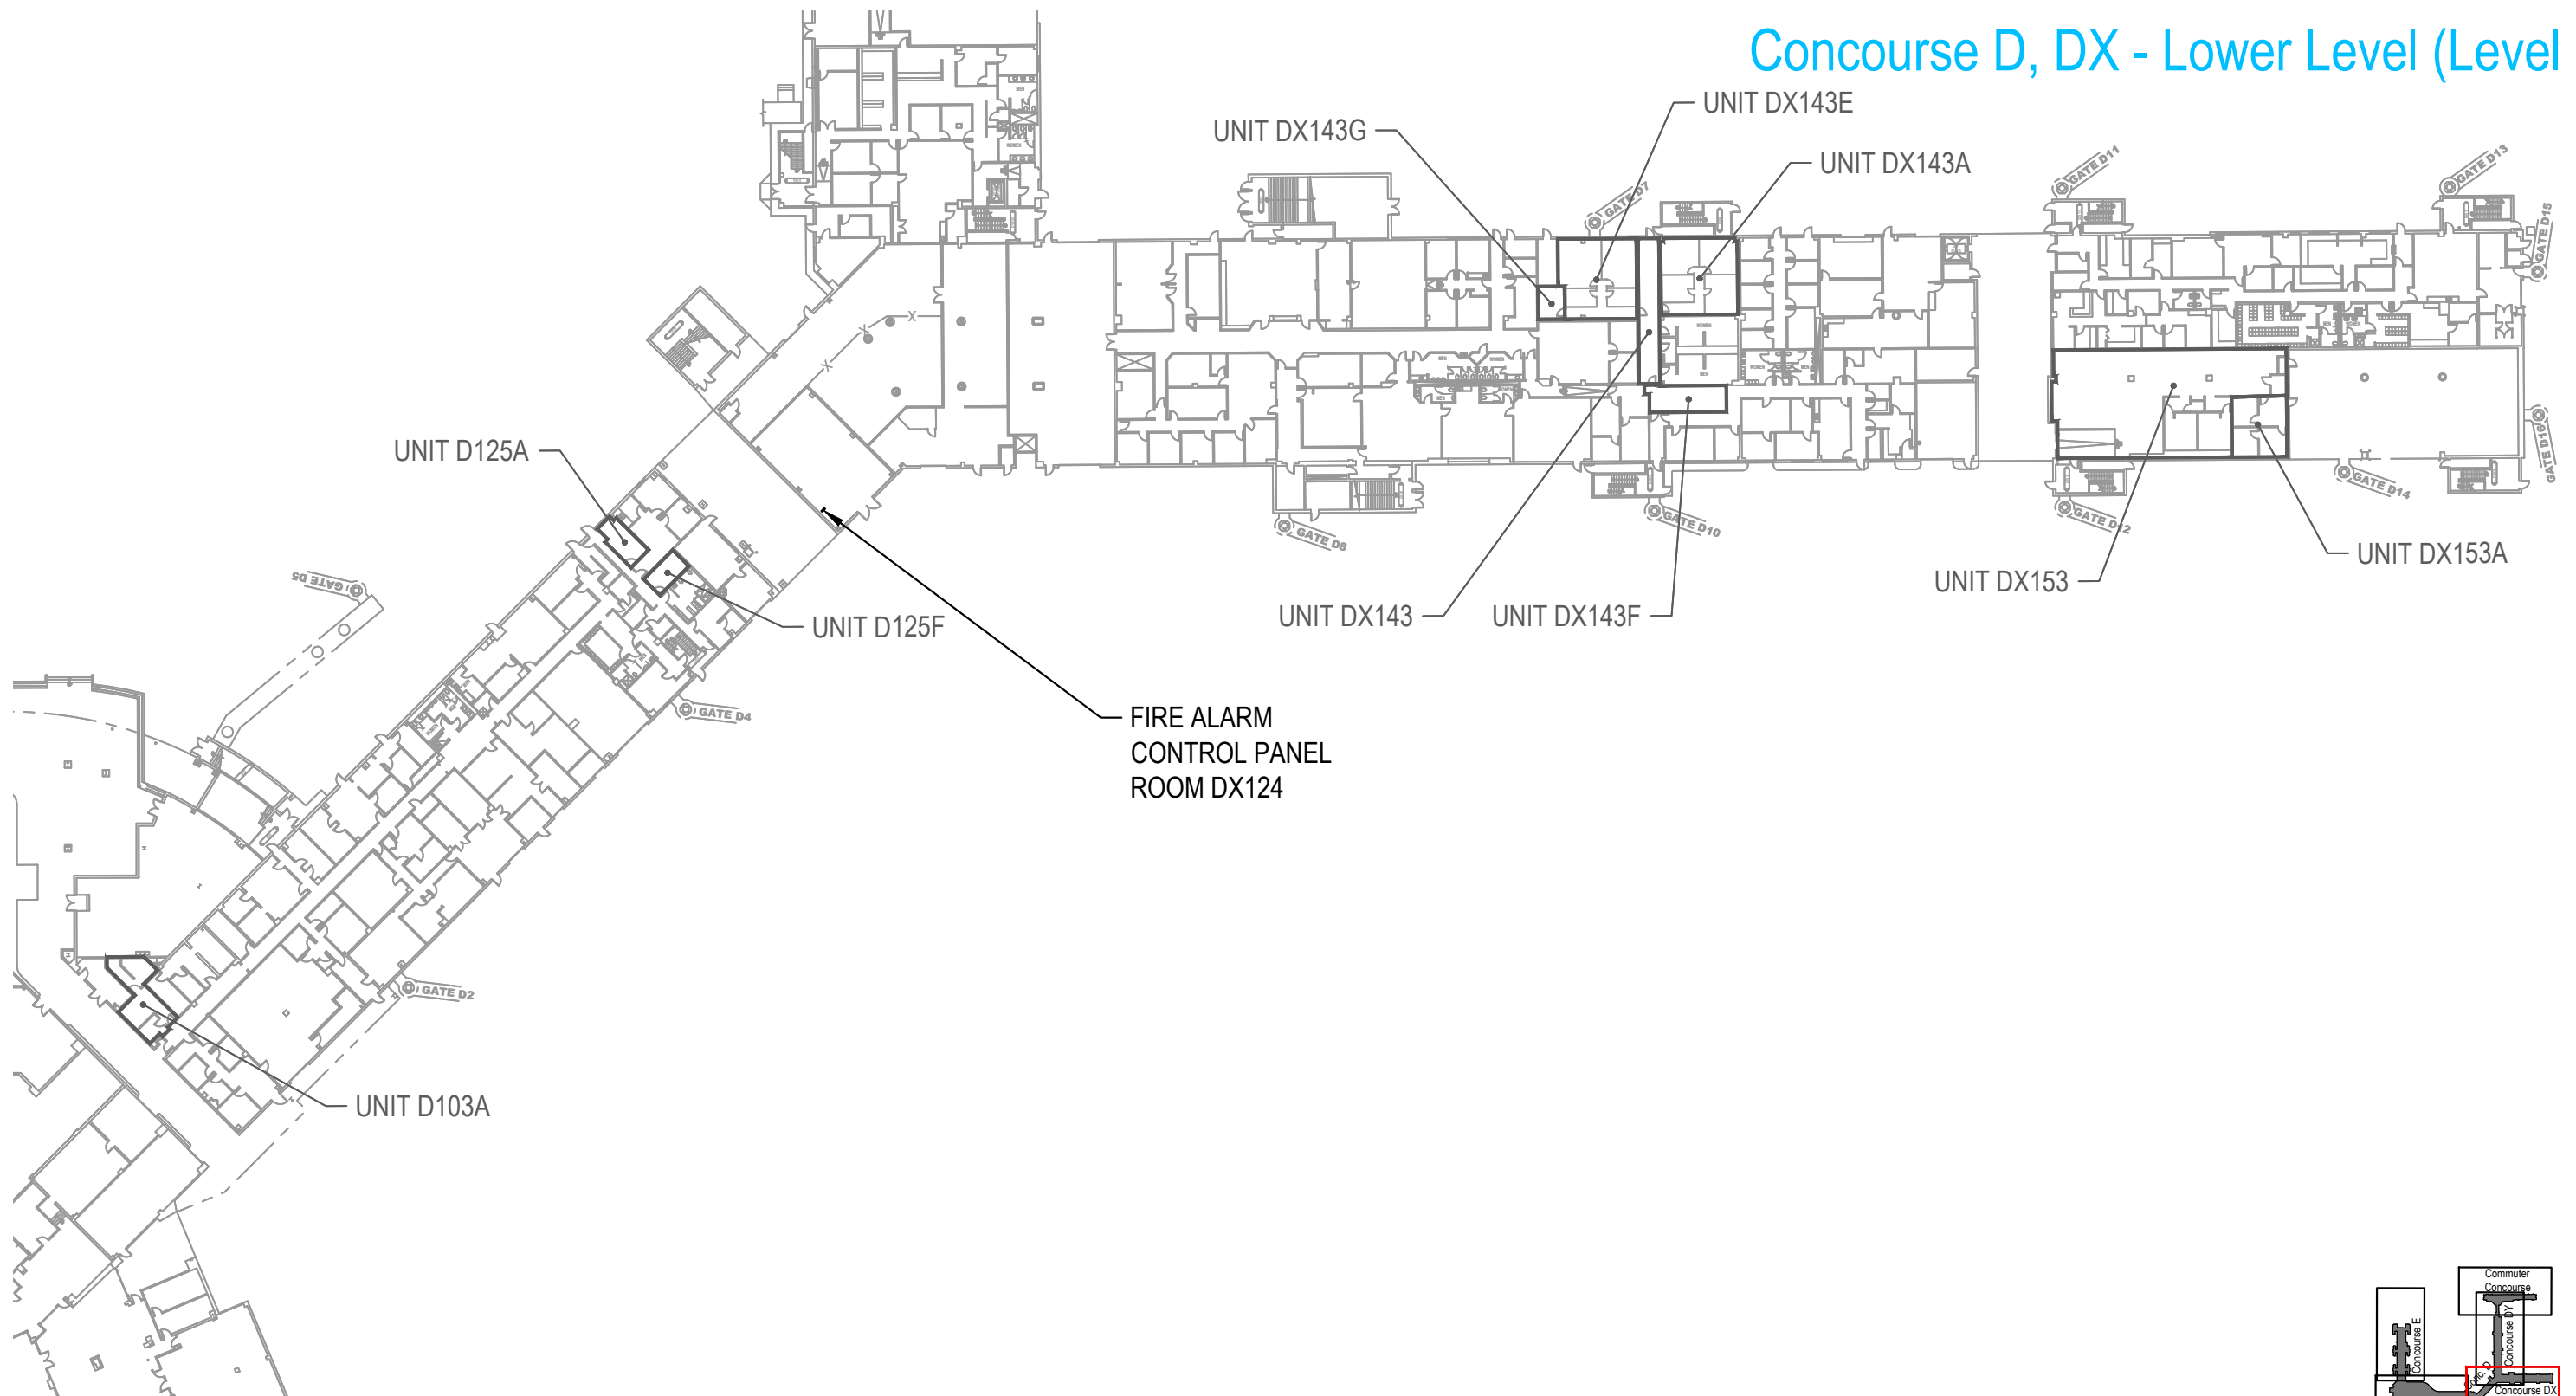 Concourse D, DX - Lower Level (Level
UNIT DX143E
UNIT DX143G
UNIT DX143A
GATE D11
GATE D13
GATE D7
GATE D15
UNIT D125A
GATE D8
GATE D10
GATE D12
GATE D14
GATE D16
UNIT DX153A
UNIT DX153
GATE D5
UNIT D125F
UNIT DX143
UNIT DX143F
GATE D4
FIRE ALARM
CONTROL PANEL
ROOM DX124
GATE D2
UNIT D103A
Commuter
Concourse
Concourse E
Concourse DY
Conc. D
Concourse DX